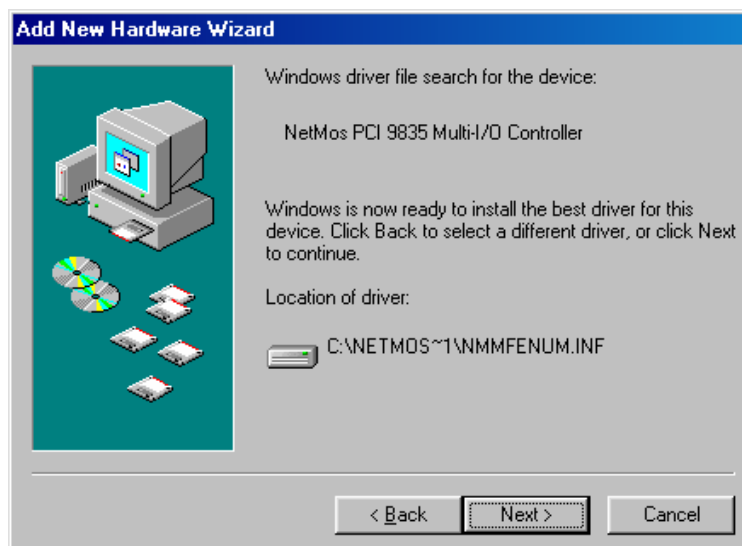 Add New Hardware Wizard
Windows driver file search for the device:
NetMos PCI 9835 Multi-I/O Controller
Windows is now ready to install the best driver for this
device. Click Back to select a different driver, or click Next
to continue.
Location of driver:
C:\NETMOS~1\NMMFENUM.INF
< Back
Next >
Cancel